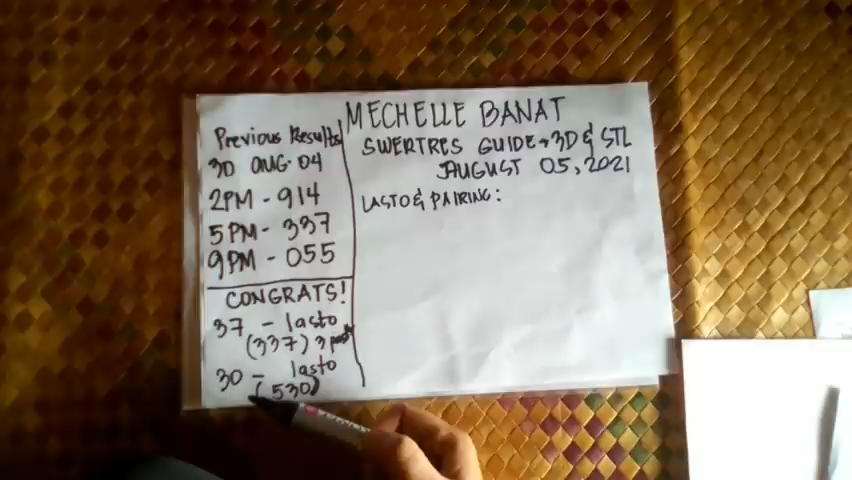 MECHELLE BANAT
SWERTRES GUIDE → 3D & STL
AUGUST 05, 2021
LASTO & PAIRING:
Previous Results
3D AUG. 04
2PM - 914
5PM - 337
9PM - 055
CONGRATS!
37 - lasto
(337) 3
30 - lasto
(530)